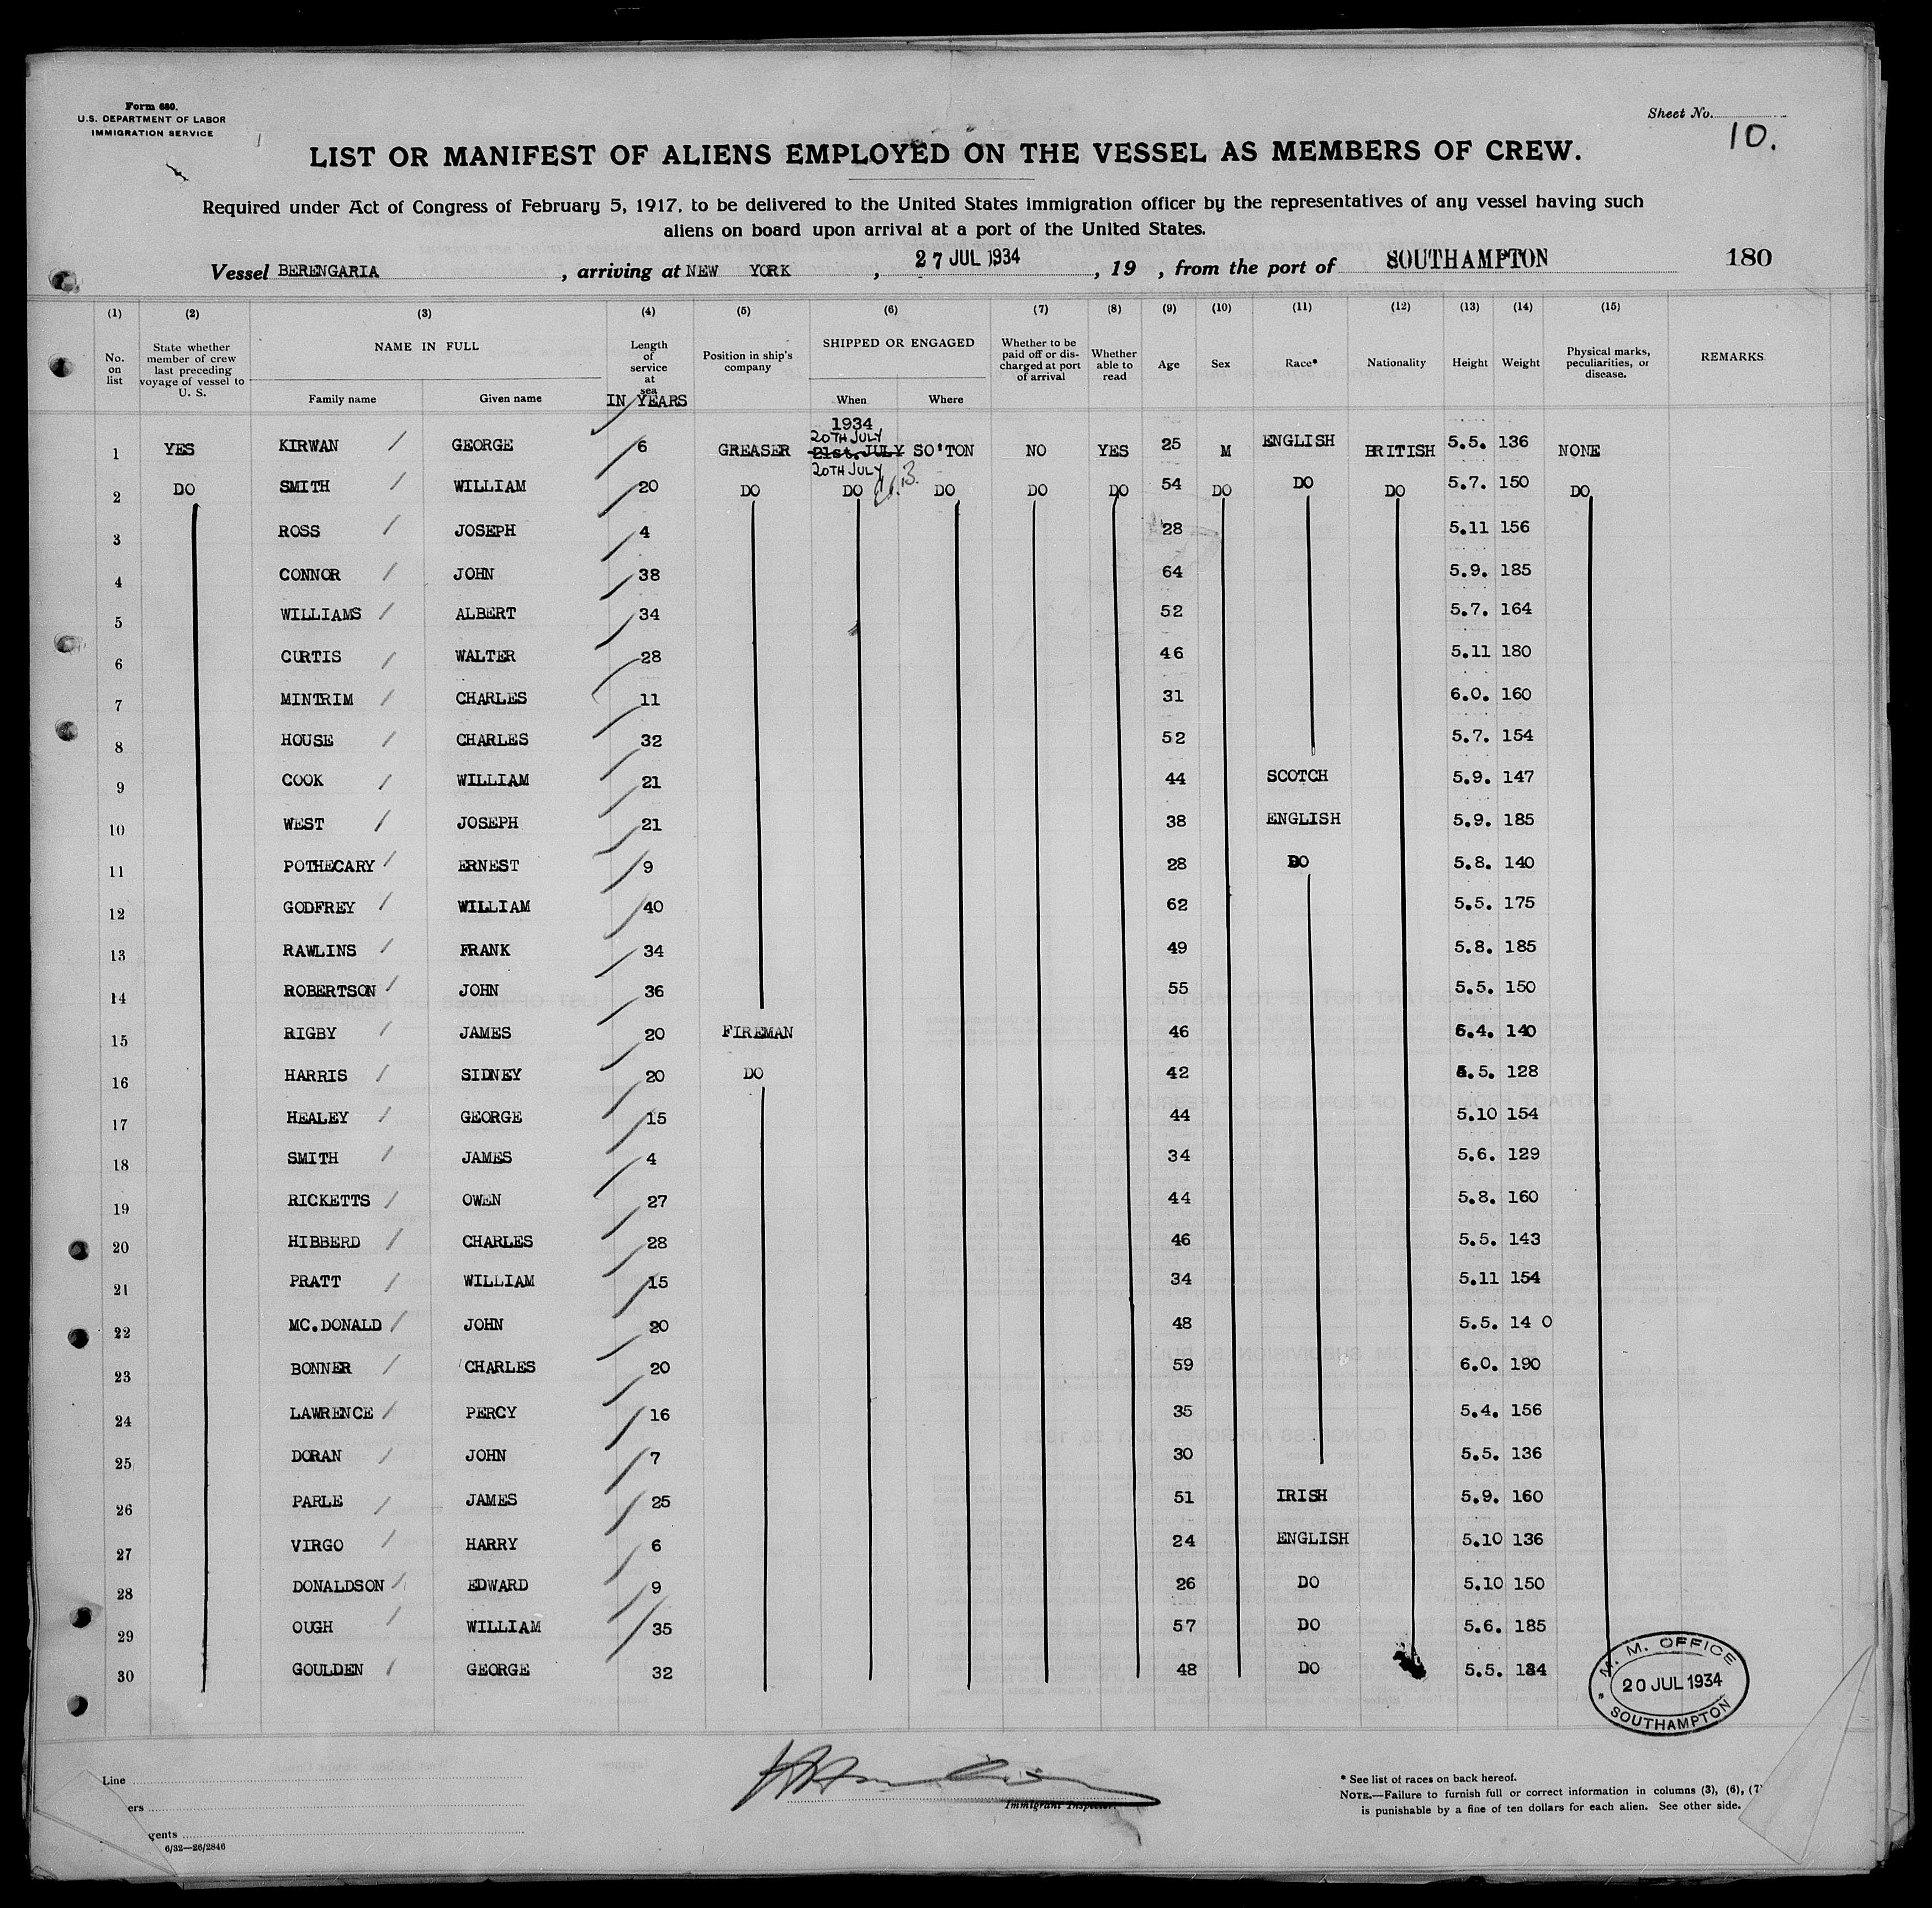 Form 680.
U.S. DEPARTMENT OF LABOR
IMMIGRATION SERVICE
Sheet No.
10.
LIST OR MANIFEST OF ALIENS EMPLOYED ON THE VESSEL AS MEMBERS OF CREW.
Required under Act of Congress of February 5, 1917, to be delivered to the United States immigration officer by the representatives of any vessel having such
aliens on board upon arrival at a port of the United States.
Vessel BERENGARIA, arriving at NEW YORK, 27 JUL 1934, 19 , from the port of SOUTHAMPTON 180
(1) (2) (3) (4) (5) (6) (7) (8) (9) (10) (11) (12) (13) (14) (15)
No. on list State whether member of crew last preceding voyage of vessel to U. S. NAME IN FULL Length of service at sea IN YEARS Position in ship's company SHIPPED OR ENGAGED Whether to be paid off or discharged at port of arrival Whether able to read Age Sex Race* Nationality Height Weight Physical marks, peculiarities, or disease. REMARKS
Family name Given name When Where
1934
20TH JULY
1 YES KIRWAN GEORGE 6 GREASER 21st. JULY SO'TON NO YES 25 M ENGLISH BRITISH 5.5. 136 NONE
20TH JULY
2 DO SMITH WILLIAM 20 DO DO DO DO DO 54 DO DO DO 5.7. 150 DO
3 ROSS JOSEPH 4 28 5.11 156
4 CONNOR JOHN 38 64 5.9. 185
5 WILLIAMS ALBERT 34 52 5.7. 164
6 CURTIS WALTER 28 46 5.11 180
7 MINTRIM CHARLES 11 31 6.0. 160
8 HOUSE CHARLES 32 52 5.7. 154
9 COOK WILLIAM 21 44 SCOTCH 5.9. 147
10 WEST JOSEPH 21 38 ENGLISH 5.9. 185
11 POTHECARY ERNEST 9 28 DO 5.8. 140
12 GODFREY WILLIAM 40 62 5.5. 175
13 RAWLINS FRANK 34 49 5.8. 185
14 ROBERTSON JOHN 36 55 5.5. 150
15 RIGBY JAMES 20 FIREMAN 46 5.4. 140
16 HARRIS SIDNEY 20 DO 42 5.5. 128
17 HEALEY GEORGE 15 44 5.10 154
18 SMITH JAMES 4 34 5.6. 129
19 RICKETTS OWEN 27 44 5.8. 160
20 HIBBERD CHARLES 28 46 5.5. 143
21 PRATT WILLIAM 15 34 5.11 154
22 MC.DONALD JOHN 20 48 5.5. 14 0
23 BONNER CHARLES 20 59 6.0. 190
24 LAWRENCE PERCY 16 35 5.4. 156
25 DORAN JOHN 7 30 5.5. 136
26 PARLE JAMES 25 51 IRISH 5.9. 160
27 VIRGO HARRY 6 24 ENGLISH 5.10 136
28 DONALDSON EDWARD 9 26 DO 5.10 150
29 OUGH WILLIAM 35 57 DO 5.6. 185
30 GOULDEN GEORGE 32 48 DO 5.5.
M. M. OFFICE
20 JUL 1934
SOUTHAMPTON
Line
ers
gents
6/32—26/2846
Immigrant Inspector.
* See list of races on back hereof.
NOTE.—Failure to furnish full or correct information in columns (3), (6), (7)
is punishable by a fine of ten dollars for each alien. See other side.